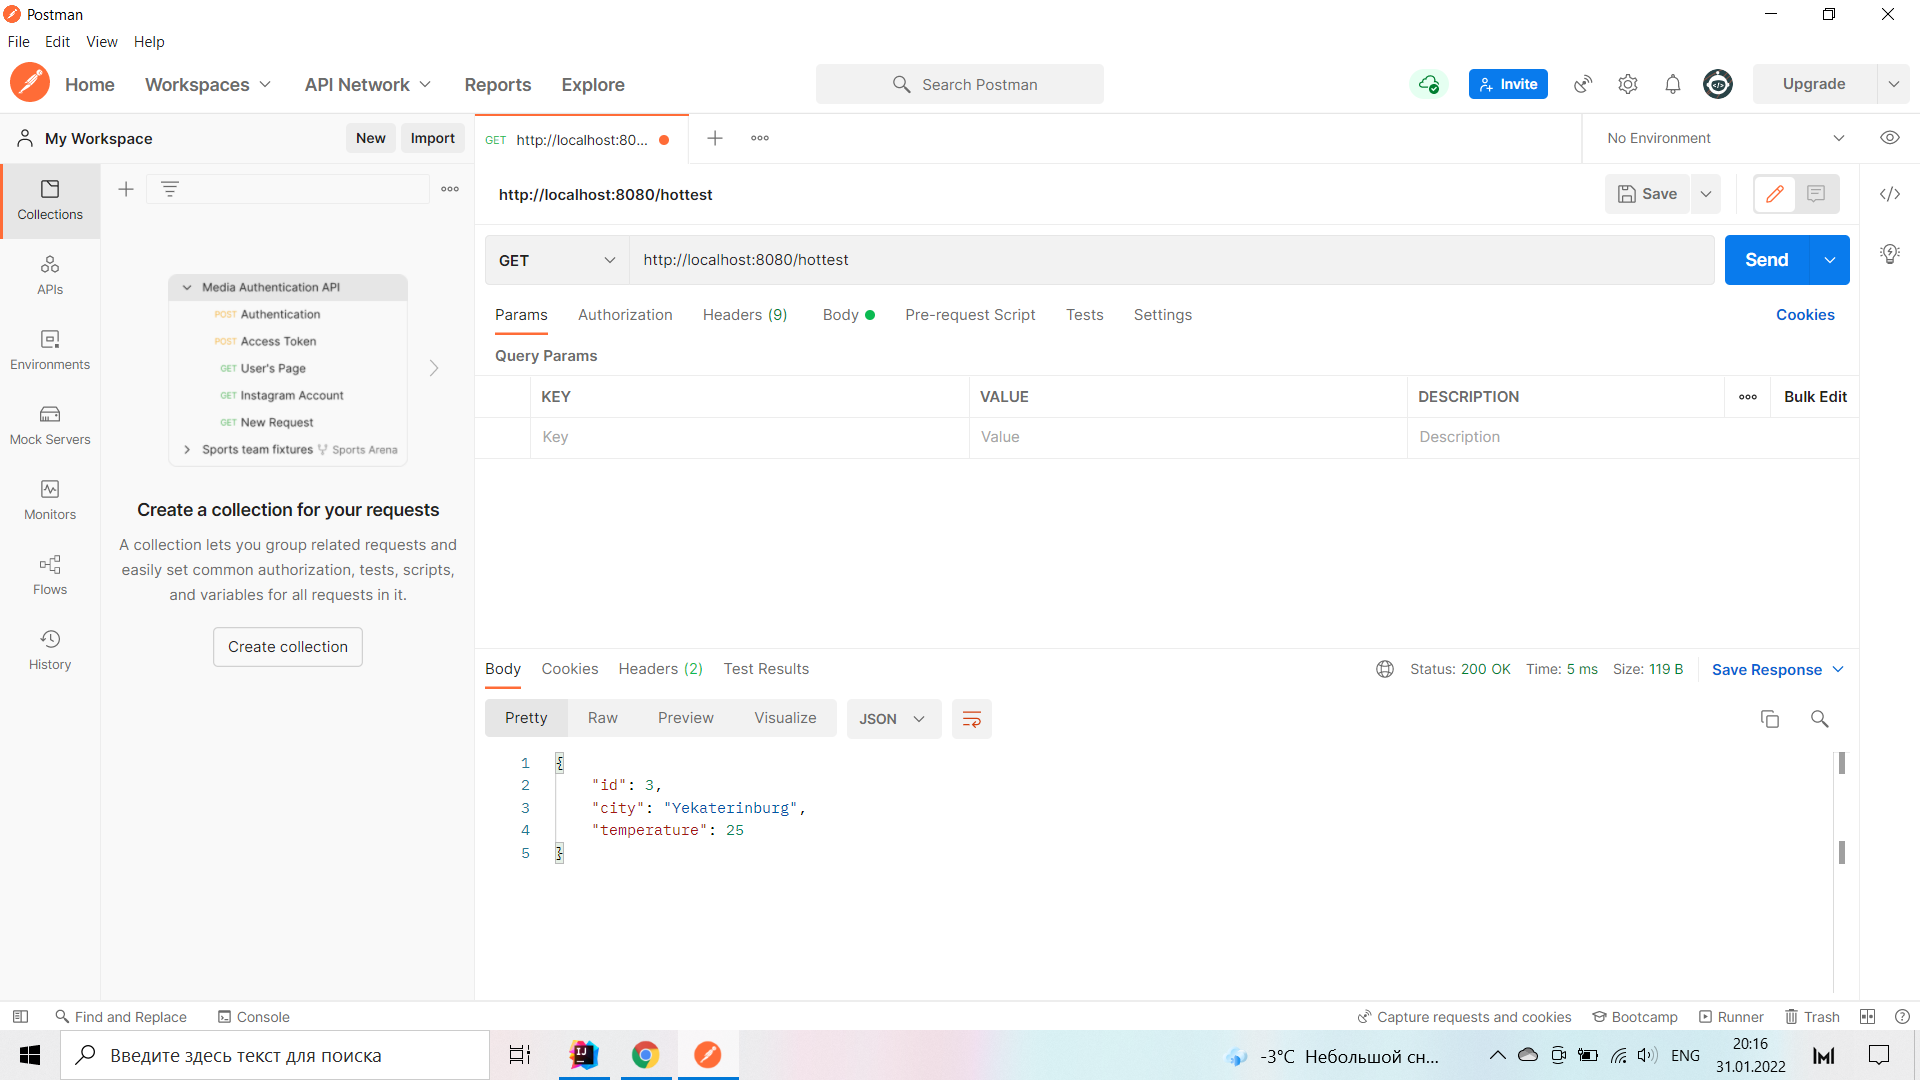 Postman
File Edit View Help
Home Workspaces API Network Reports Explore Search Postman Invite Upgrade
My Workspace New Import GET http://localhost:80... No Environment
http://localhost:8080/hottest Save
Collections
APIs
Environments
Mock Servers
Monitors
Flows
History
Media Authentication API
POST Authentication
POST Access Token
GET User's Page
GET Instagram Account
GET New Request
Sports team fixtures Sports Arena
Create a collection for your requests
A collection lets you group related requests and
easily set common authorization, tests, scripts,
and variables for all requests in it.
Create collection
GET http://localhost:8080/hottest Send
Params Authorization Headers (9) Body Pre-request Script Tests Settings Cookies
Query Params
KEY VALUE DESCRIPTION Bulk Edit
Key Value Description
Body Cookies Headers (2) Test Results Status: 200 OK Time: 5 ms Size: 119 B Save Response
Pretty Raw Preview Visualize JSON
1 {
2 "id": 3,
3 "city": "Yekaterinburg",
4 "temperature": 25
5 }
Find and Replace Console Capture requests and cookies Bootcamp Runner Trash
Введите здесь текст для поиска -3°C Небольшой сн... ENG 20:16
31.01.2022